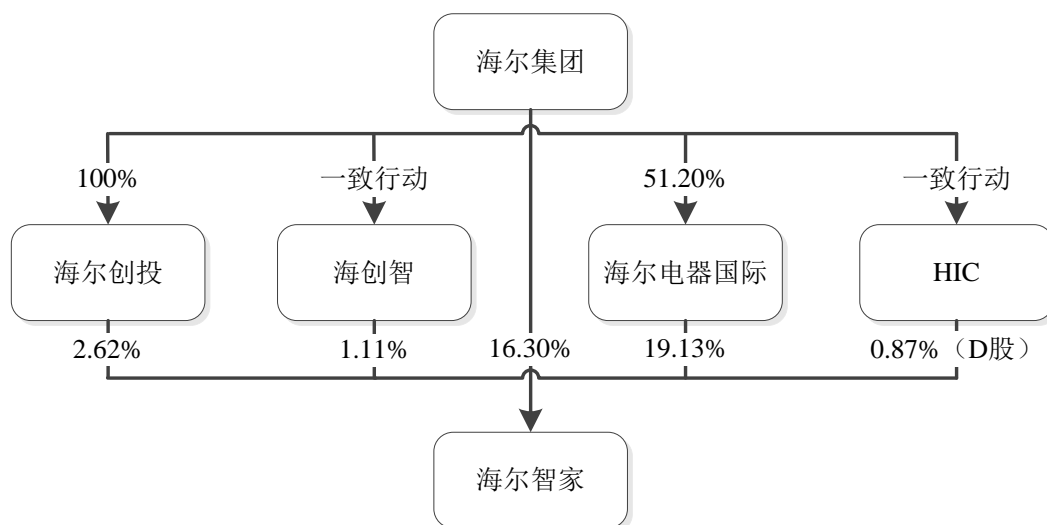 海尔集团
100%
一致行动
51.20%
一致行动
海尔创投
海创智
海尔电器国际
HIC
2.62%
1.11%
16.30%
19.13%
0.87%（D股）
海尔智家